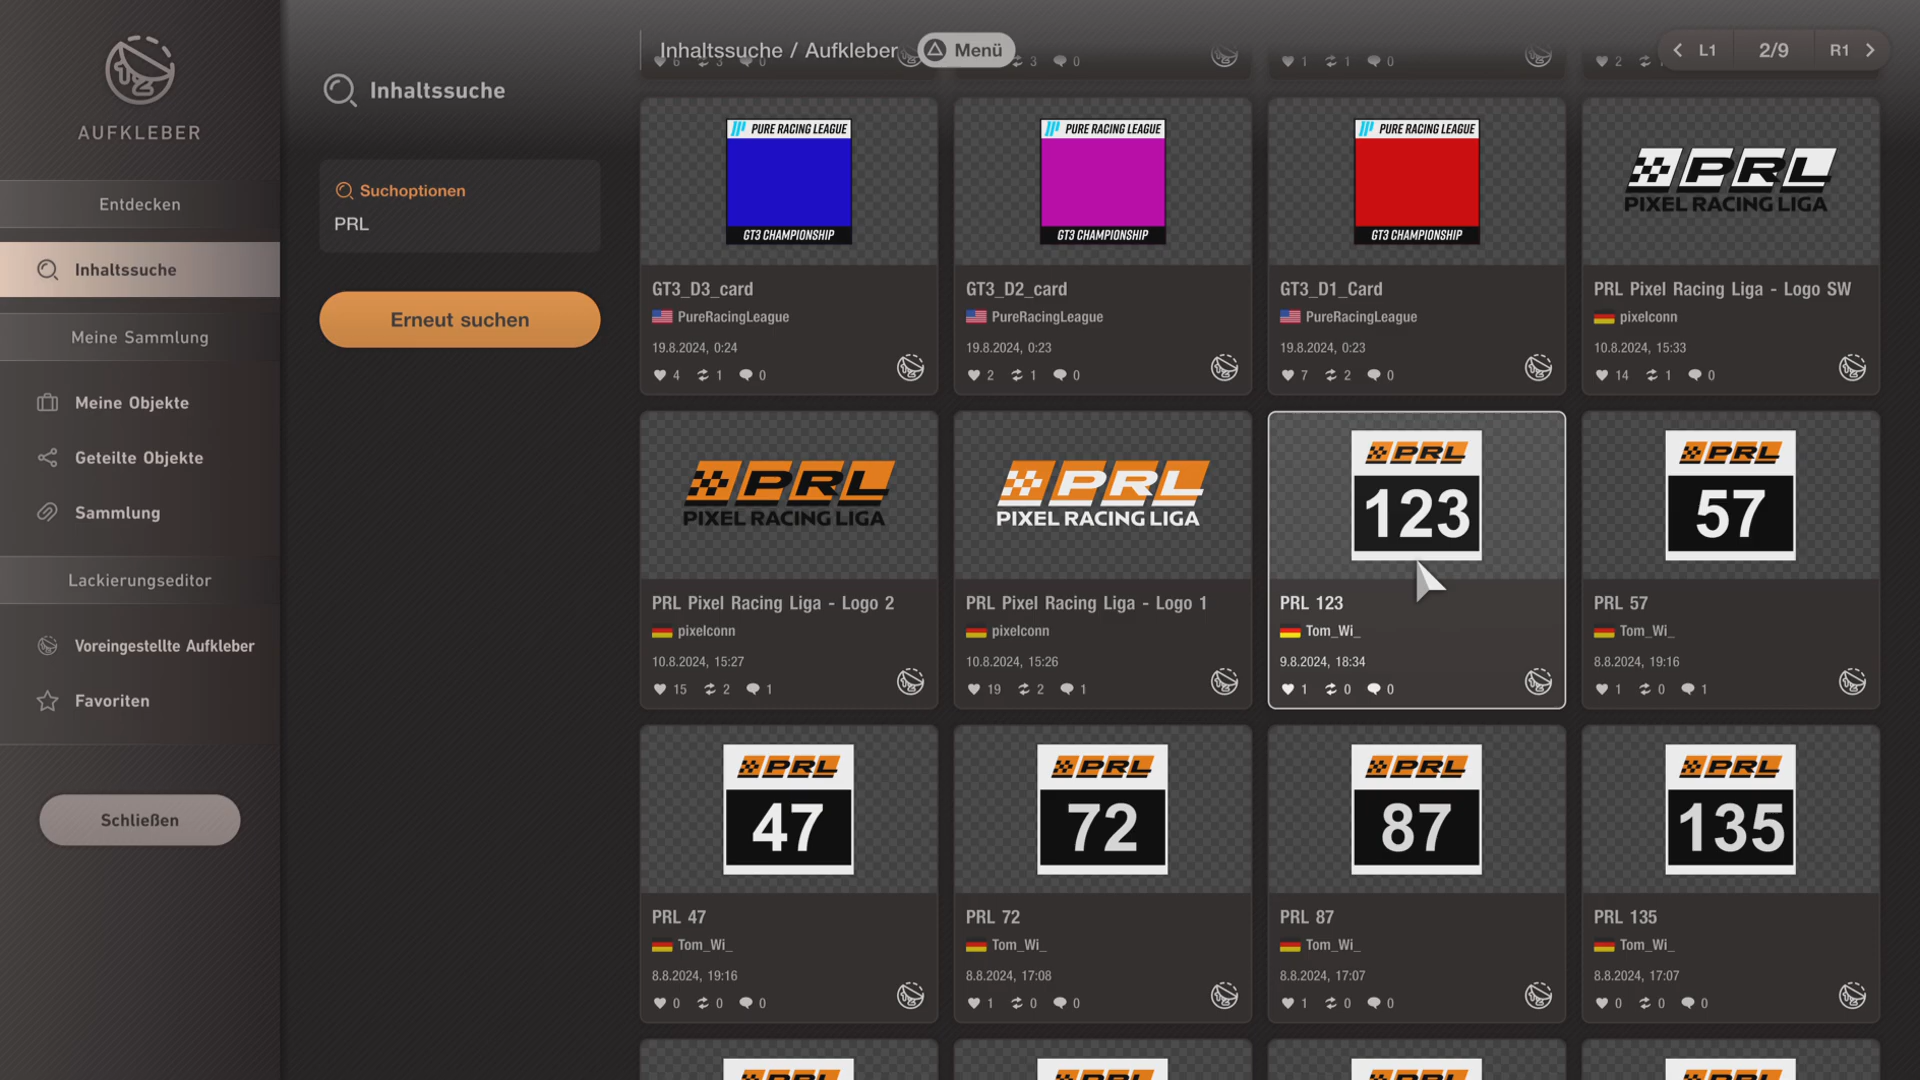 AUFKLEBER
Entdecken
Inhaltssuche
Meine Sammlung
Meine Objekte
Geteilte Objekte
Sammlung
Lackierungseditor
Voreingestellte Aufkleber
Favoriten
Schließen
Inhaltssuche
Suchoptionen
PRL
Erneut suchen
Inhaltssuche / Aufkleber
Menü
L1 2/9 R1
6 3 0
3 0
1 1 0
2
PURE RACING LEAGUE
GT3 CHAMPIONSHIP
GT3_D3_card
PureRacingLeague
19.8.2024, 0:24
4 1 0
PURE RACING LEAGUE
GT3 CHAMPIONSHIP
GT3_D2_card
PureRacingLeague
19.8.2024, 0:23
2 1 0
PURE RACING LEAGUE
GT3 CHAMPIONSHIP
GT3_D1_Card
PureRacingLeague
19.8.2024, 0:23
7 2 0
PRL
PIXEL RACING LIGA
PRL Pixel Racing Liga - Logo SW
pixelconn
10.8.2024, 15:33
14 1 0
PRL
PIXEL RACING LIGA
PRL Pixel Racing Liga - Logo 2
pixelconn
10.8.2024, 15:27
15 2 1
PRL
PIXEL RACING LIGA
PRL Pixel Racing Liga - Logo 1
pixelconn
10.8.2024, 15:26
19 2 1
PRL
123
PRL 123
Tom_Wi_
9.8.2024, 18:34
1 0 0
PRL
57
PRL 57
Tom_Wi_
8.8.2024, 19:16
1 0 1
PRL
47
PRL 47
Tom_Wi_
8.8.2024, 19:16
0 0 0
PRL
72
PRL 72
Tom_Wi_
8.8.2024, 17:08
1 0 0
PRL
87
PRL 87
Tom_Wi_
8.8.2024, 17:07
1 0 0
PRL
135
PRL 135
Tom_Wi_
8.8.2024, 17:07
0 0 0